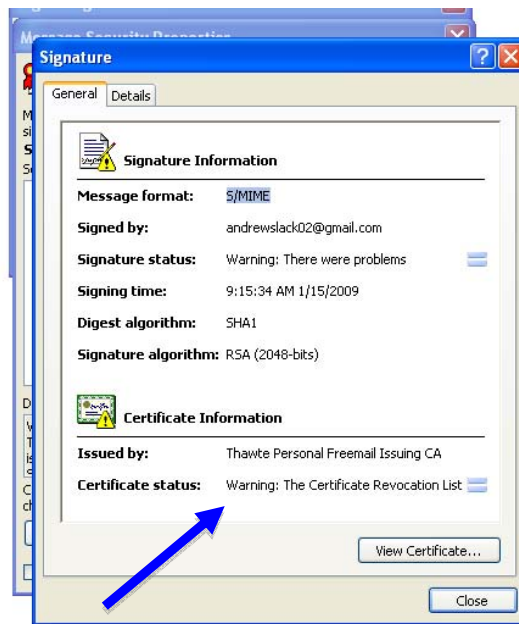 Message Security Properties
Signature
General Details
Signature Information
Message format: S/MIME
Signed by: andrewslack02@gmail.com
Signature status: Warning: There were problems
Signing time: 9:15:34 AM 1/15/2009
Digest algorithm: SHA1
Signature algorithm: RSA (2048-bits)
Certificate Information
Issued by: Thawte Personal Freemail Issuing CA
Certificate status: Warning: The Certificate Revocation List
View Certificate...
Close